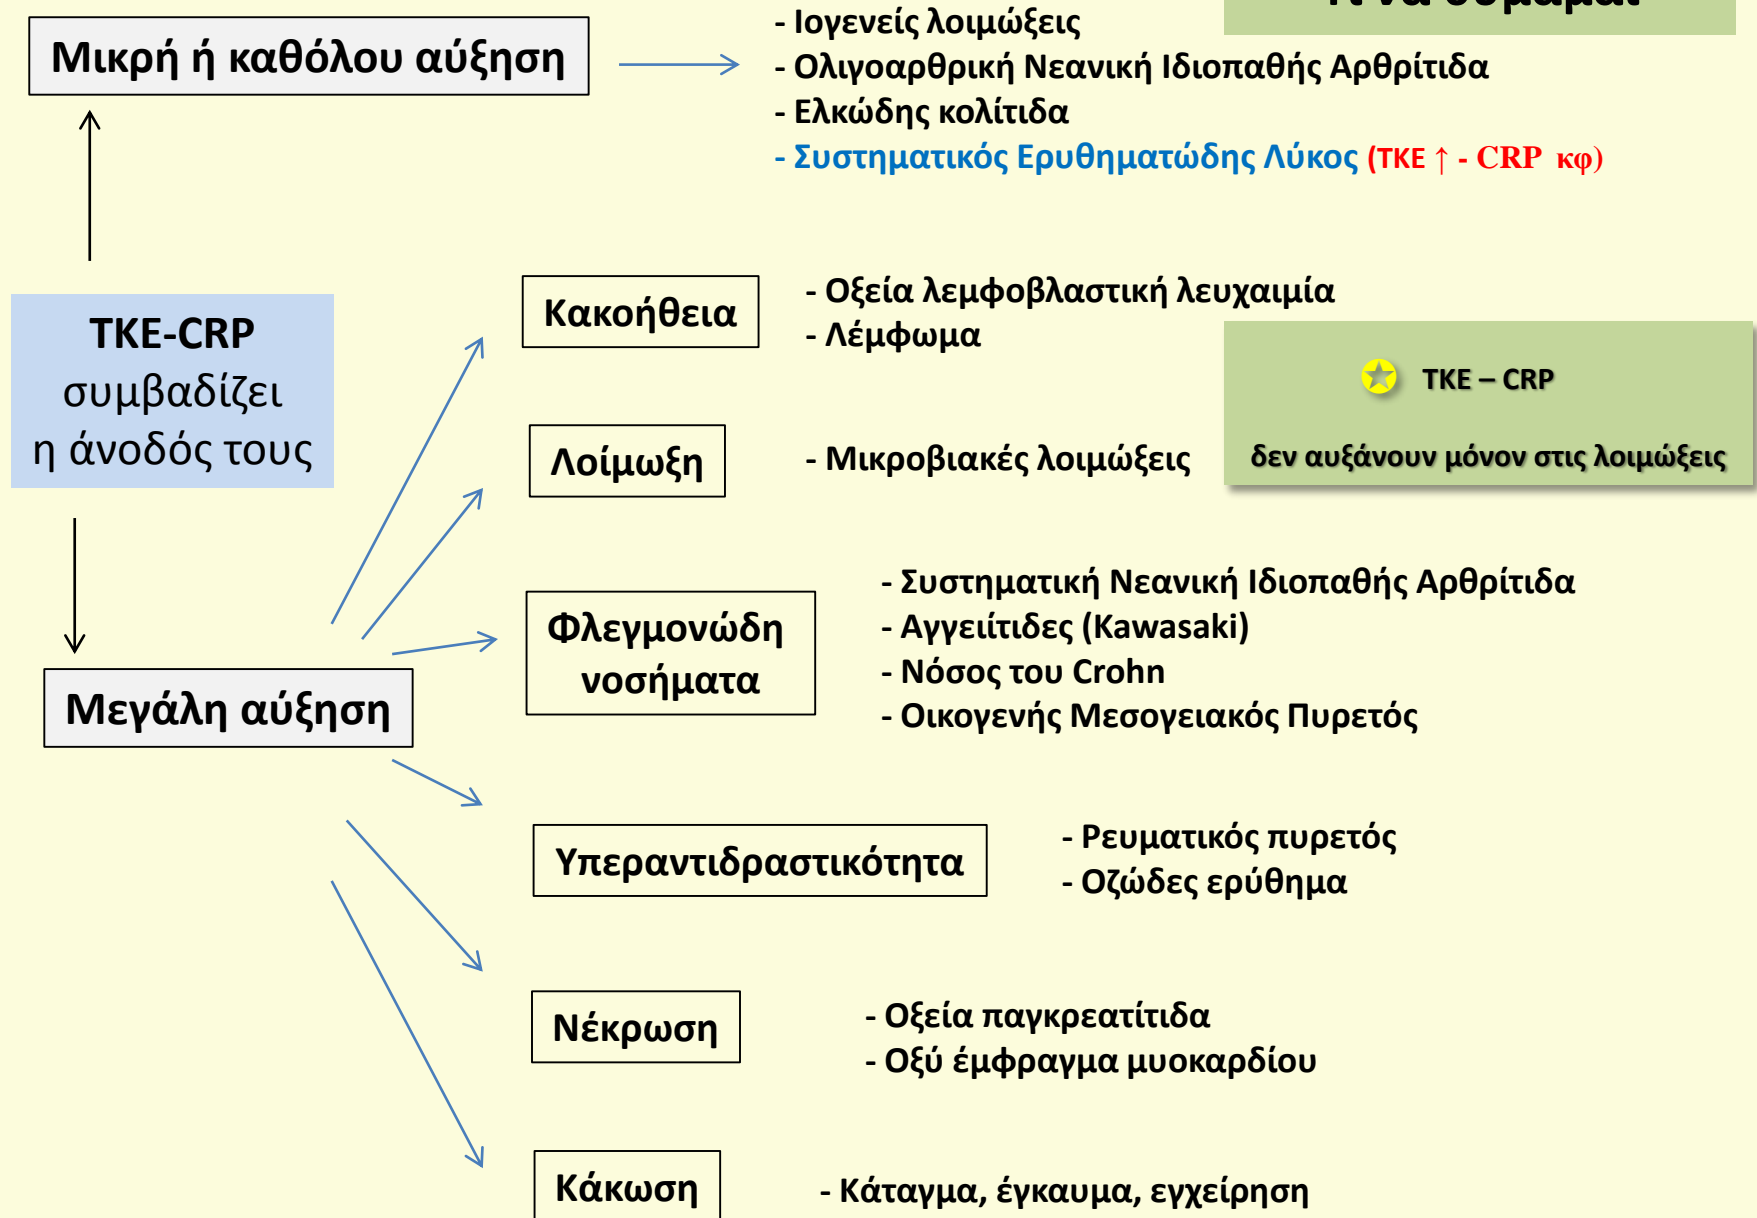 - Ιογενείς λοιμώξεις
Μικρή ή καθόλου αύξηση
- Ολιγοαρθρική Νεανική Ιδιοπαθής Αρθρίτιδα
- Ελκώδης κολίτιδα
- Συστηματικός Ερυθηματώδης Λύκος (ΤΚΕ ↑ - CRP κφ)
Κακοήθεια
- Οξεία λεμφοβλαστική λευχαιμία
- Λέμφωμα
ΤΚΕ-CRP
συμβαδίζει
η άνοδός τους
ΤΚΕ – CRP
δεν αυξάνουν μόνον στις λοιμώξεις
Λοίμωξη
- Μικροβιακές λοιμώξεις
Φλεγμονώδη
νοσήματα
- Συστηματική Νεανική Ιδιοπαθής Αρθρίτιδα
- Αγγειίτιδες (Kawasaki)
- Νόσος του Crohn
- Οικογενής Μεσογειακός Πυρετός
Μεγάλη αύξηση
Υπεραντιδραστικότητα
- Ρευματικός πυρετός
- Οζώδες ερύθημα
Νέκρωση
- Οξεία παγκρεατίτιδα
- Οξύ έμφραγμα μυοκαρδίου
Κάκωση
- Κάταγμα, έγκαυμα, εγχείρηση